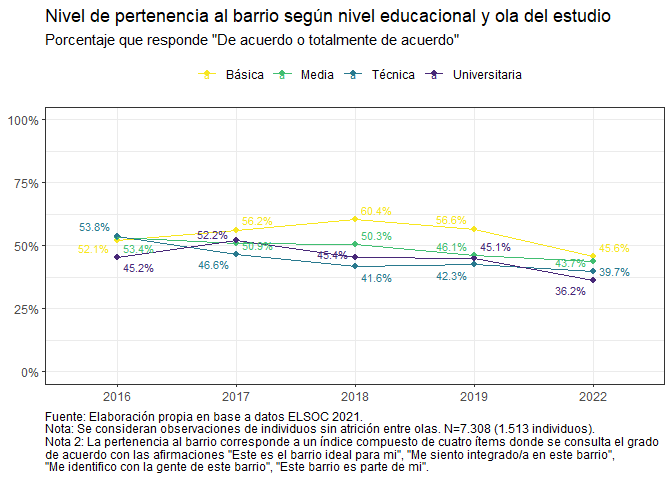 Nivel de pertenencia al barrio según nivel educacional y ola del estudio
Porcentaje que responde "De acuerdo o totalmente de acuerdo"
a Básica a Media a Técnica a Universitaria
100%
75%
50%
25%
0%
53.8%
52.1%
53.4%
45.2%
52.2%
56.2%
50.9%
46.6%
60.4%
50.3%
45.4%
41.6%
56.6%
46.1%
45.1%
42.3%
45.6%
43.7%
39.7%
36.2%
2016 2017 2018 2019 2022
Fuente: Elaboración propia en base a datos ELSOC 2021.
Nota: Se consideran observaciones de individuos sin atrición entre olas. N=7.308 (1.513 individuos).
Nota 2: La pertenencia al barrio corresponde a un índice compuesto de cuatro ítems donde se consulta el grado
de acuerdo con las afirmaciones "Este es el barrio ideal para mi", "Me siento integrado/a en este barrio",
"Me identifico con la gente de este barrio", "Este barrio es parte de mi".